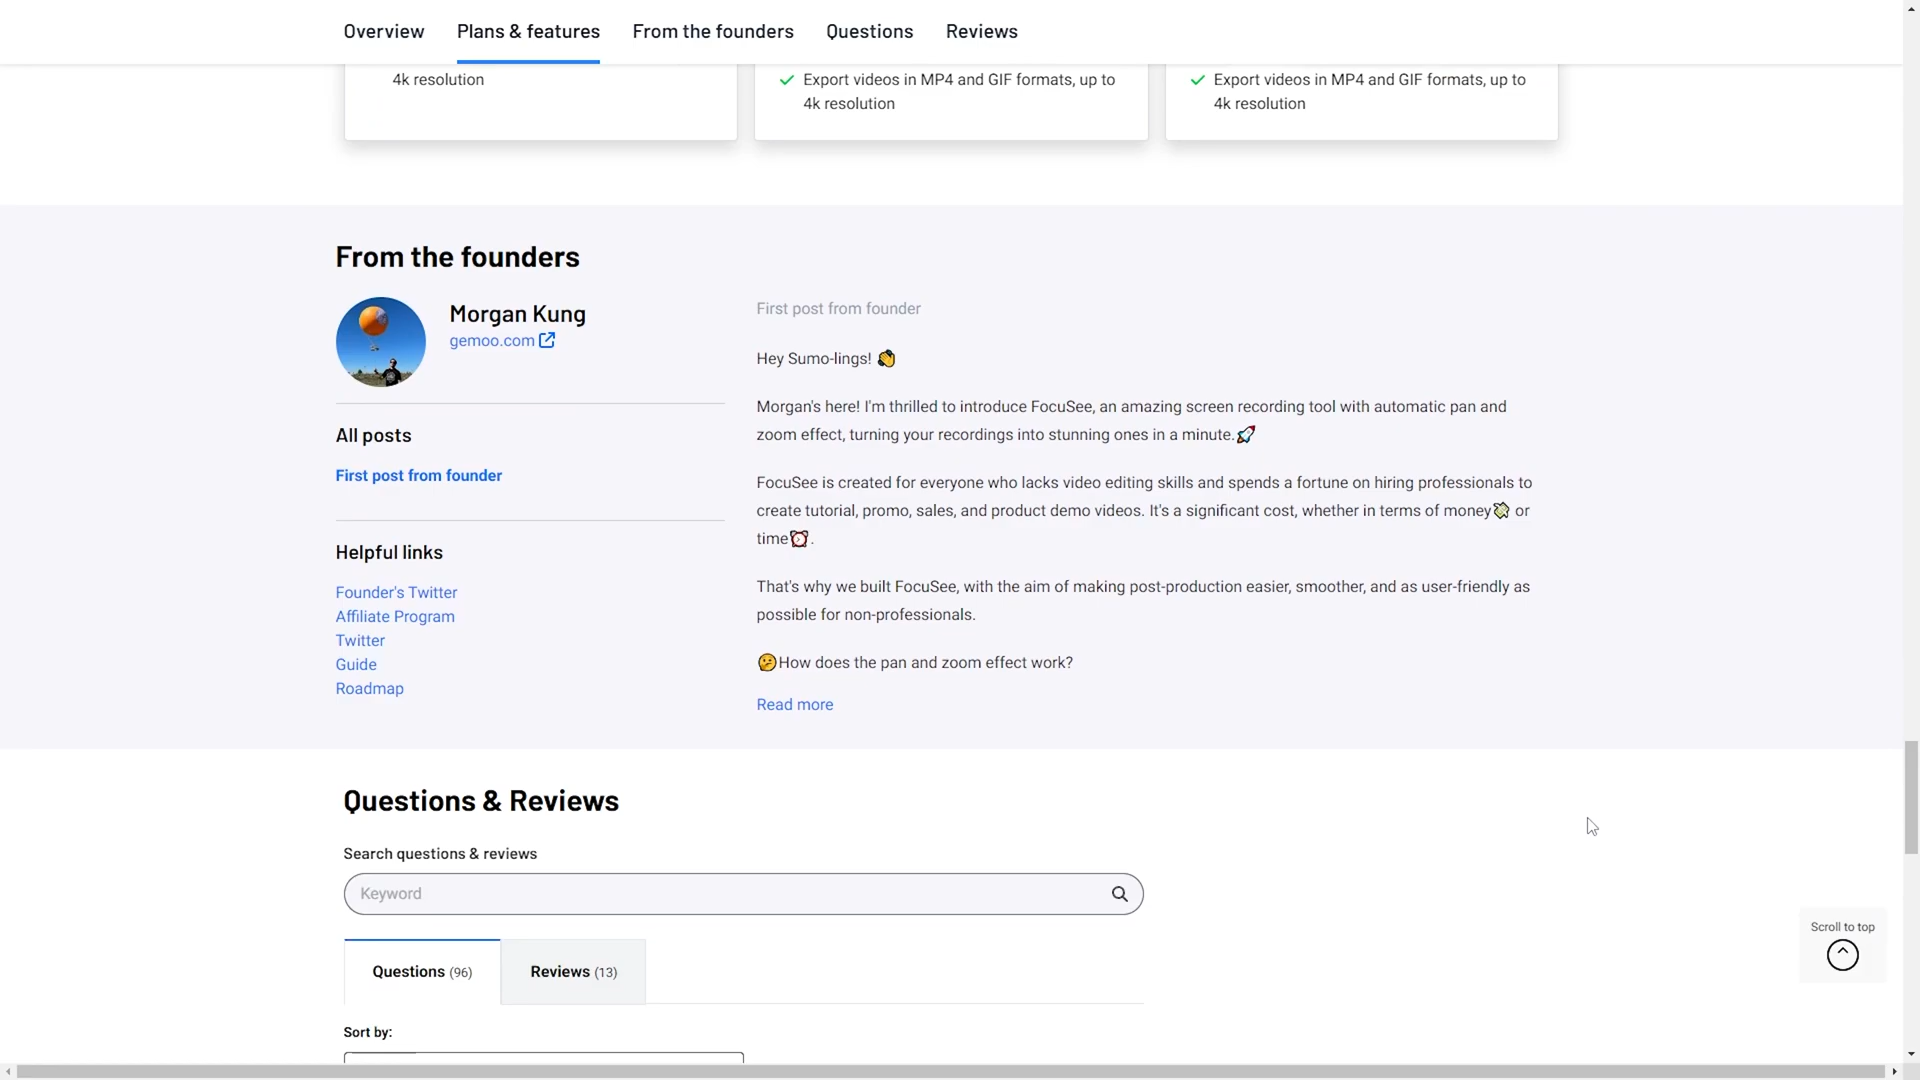 Overview Plans & features From the founders Questions Reviews
4k resolution
Export videos in MP4 and GIF formats, up to
4k resolution
Export videos in MP4 and GIF formats, up to
4k resolution
From the founders
Morgan Kung
gemoo.com
All posts
First post from founder
Helpful links
Founder's Twitter
Affiliate Program
Twitter
Guide
Roadmap
First post from founder
Hey Sumo-lings! 👏
Morgan's here! I'm thrilled to introduce FocuSee, an amazing screen recording tool with automatic pan and
zoom effect, turning your recordings into stunning ones in a minute.🚀
FocuSee is created for everyone who lacks video editing skills and spends a fortune on hiring professionals to
create tutorial, promo, sales, and product demo videos. It's a significant cost, whether in terms of money💸 or
time⏰.
That's why we built FocuSee, with the aim of making post-production easier, smoother, and as user-friendly as
possible for non-professionals.
🤔How does the pan and zoom effect work?
Read more
Questions & Reviews
Search questions & reviews
Keyword
Questions (96) Reviews (13)
Sort by:
Scroll to top